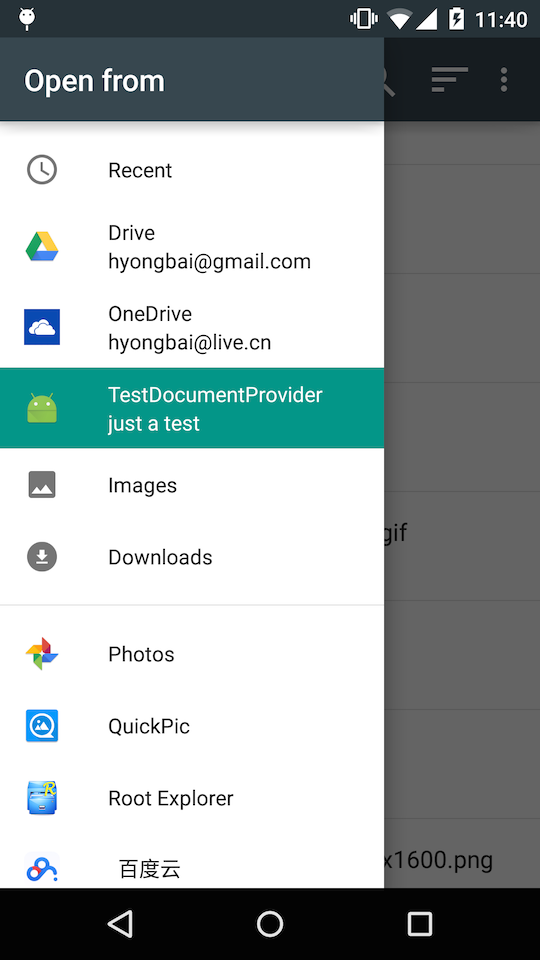 11:40
Open from
Recent
Drive
hyongbai@gmail.com
OneDrive
hyongbai@live.cn
TestDocumentProvider
just a test
Images
gif
Downloads
Photos
QuickPic
Root Explorer
百度云
x1600.png